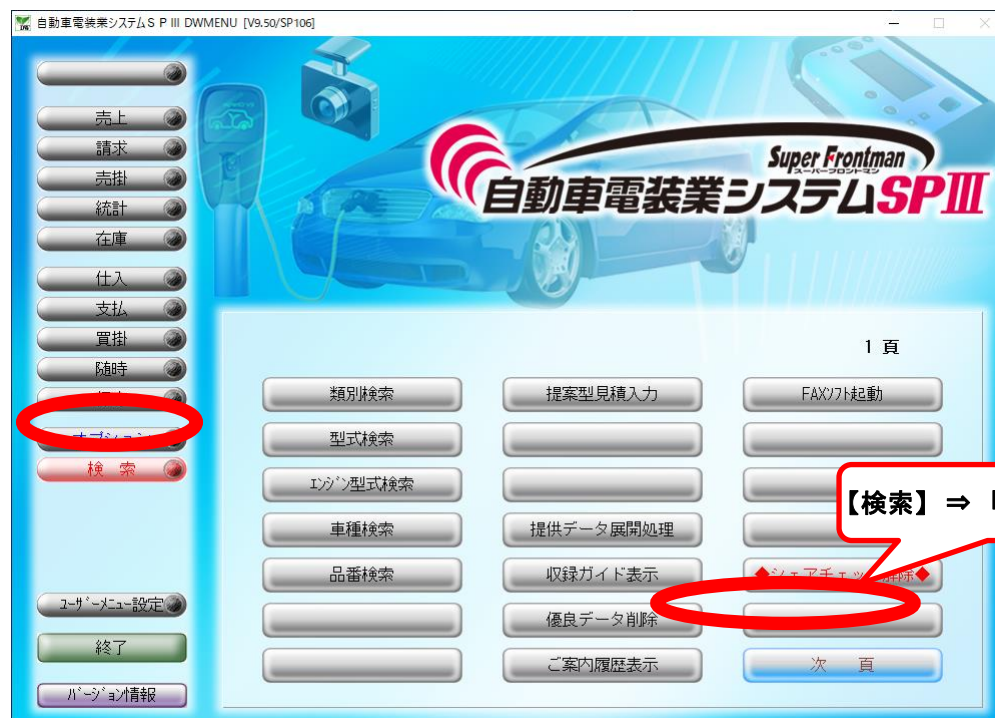 自動車電装業システムＳＰⅢ DWMENU [V9.50/SP106]
売上
請求
売掛
統計
在庫
仕入
支払
買掛
随時
検 索
ﾕｰｻﾞｰﾒﾆｭｰ設定
終了
ﾊﾞｰｼﾞｮﾝ情報
Super Frontman
スーパーフロントマン
自動車電装業システムSPⅢ
1 頁
類別検索
提案型見積入力
FAXｿﾌﾄ起動
型式検索
ｴﾝｼﾞﾝ型式検索
車種検索
提供データ展開処理
品番検索
収録ガイド表示
優良データ削除
ご案内履歴表示
次 頁
【検索】 ⇒